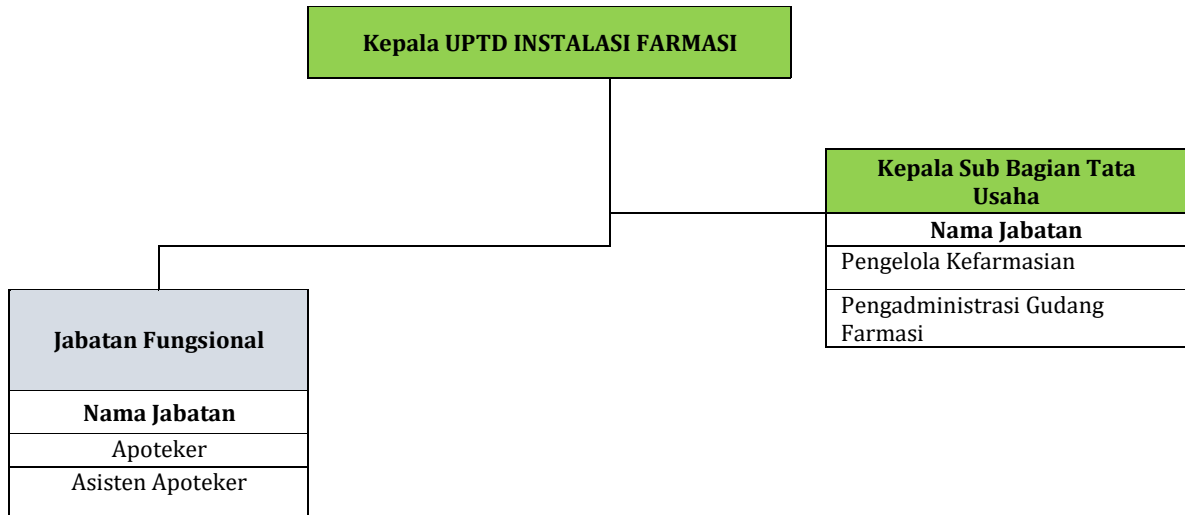 Kepala UPTD INSTALASI FARMASI
Kepala Sub Bagian Tata
Usaha
Nama Jabatan
Pengelola Kefarmasian
Pengadministrasi Gudang
Farmasi
Jabatan Fungsional
Nama Jabatan
Apoteker
Asisten Apoteker